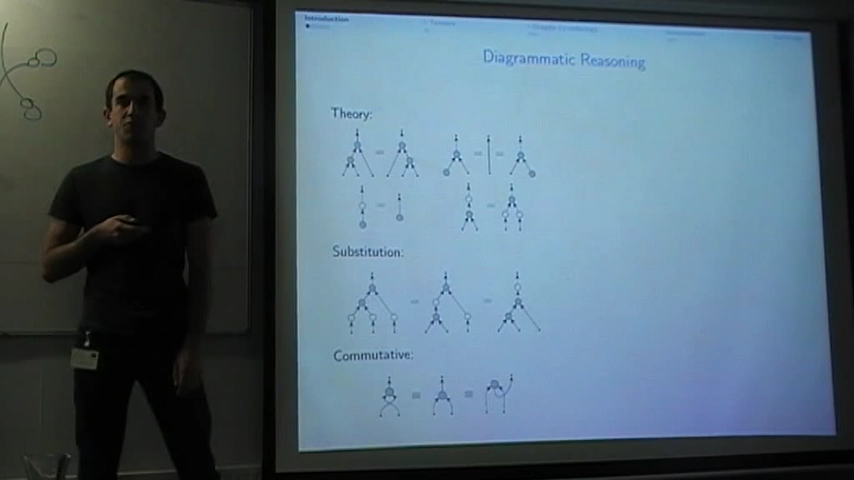 Introduction
Diagrammatic Reasoning
Theory:
= = =
= =
Substitution:
= =
Commutative:
= =